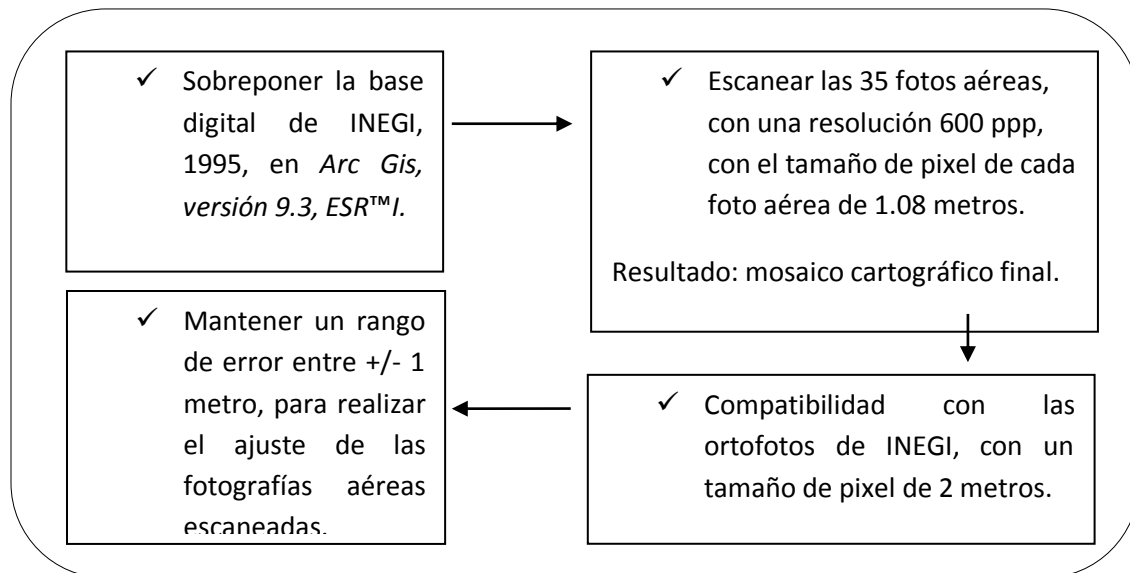 ✓ Sobreponer la base
digital de INEGI,
1995, en Arc Gis,
versión 9.3, ESR™I.
✓ Escanear las 35 fotos aéreas,
con una resolución 600 ppp,
con el tamaño de pixel de cada
foto aérea de 1.08 metros.
Resultado: mosaico cartográfico final.
✓ Compatibilidad con las
ortofotos de INEGI, con un
tamaño de pixel de 2 metros.
✓ Mantener un rango
de error entre +/- 1
metro, para realizar
el ajuste de las
fotografías aéreas
escaneadas.